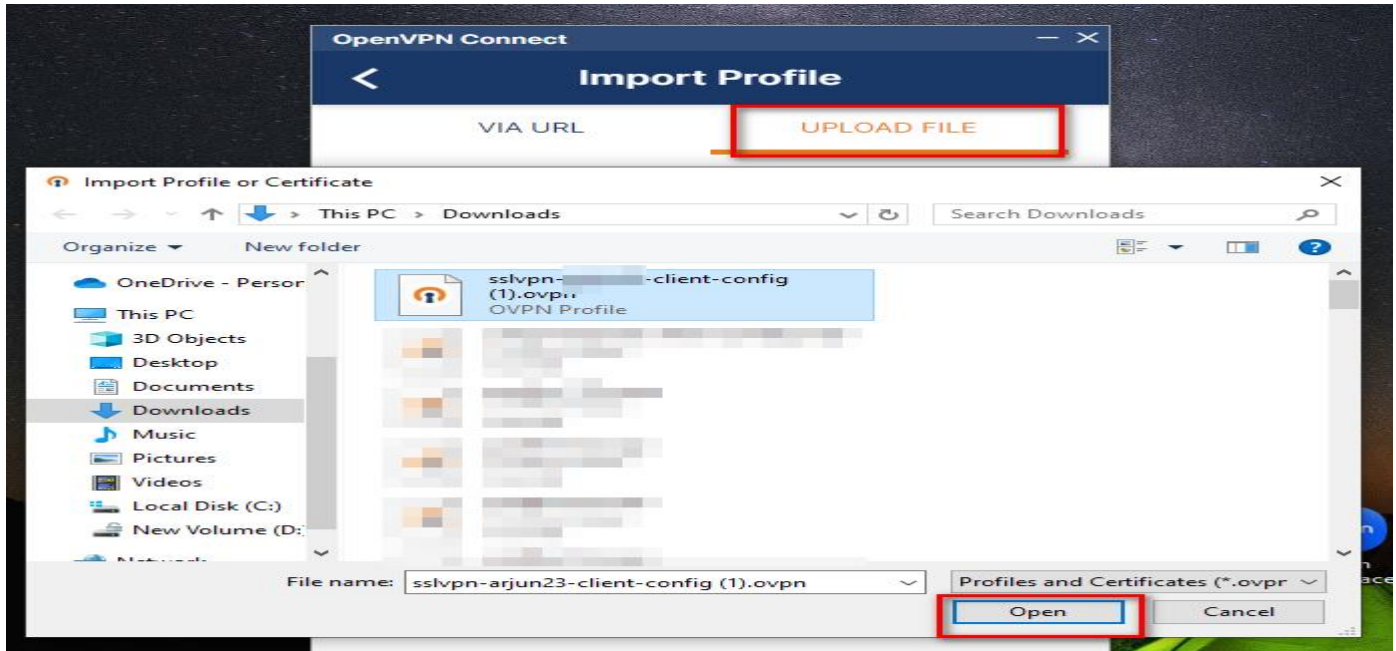 OpenVPN Connect
Import Profile
VIA URL UPLOAD FILE
Import Profile or Certificate
This PC > Downloads Search Downloads
Organize New folder
OneDrive - Person
This PC
3D Objects
Desktop
Documents
Downloads
Music
Pictures
Videos
Local Disk (C:)
New Volume (D:
Network
sslvpn- -client-config
(1).ovpn
OVPN Profile
File name: sslvpn-arjun23-client-config (1).ovpn Profiles and Certificates (*.ovpr
Open Cancel